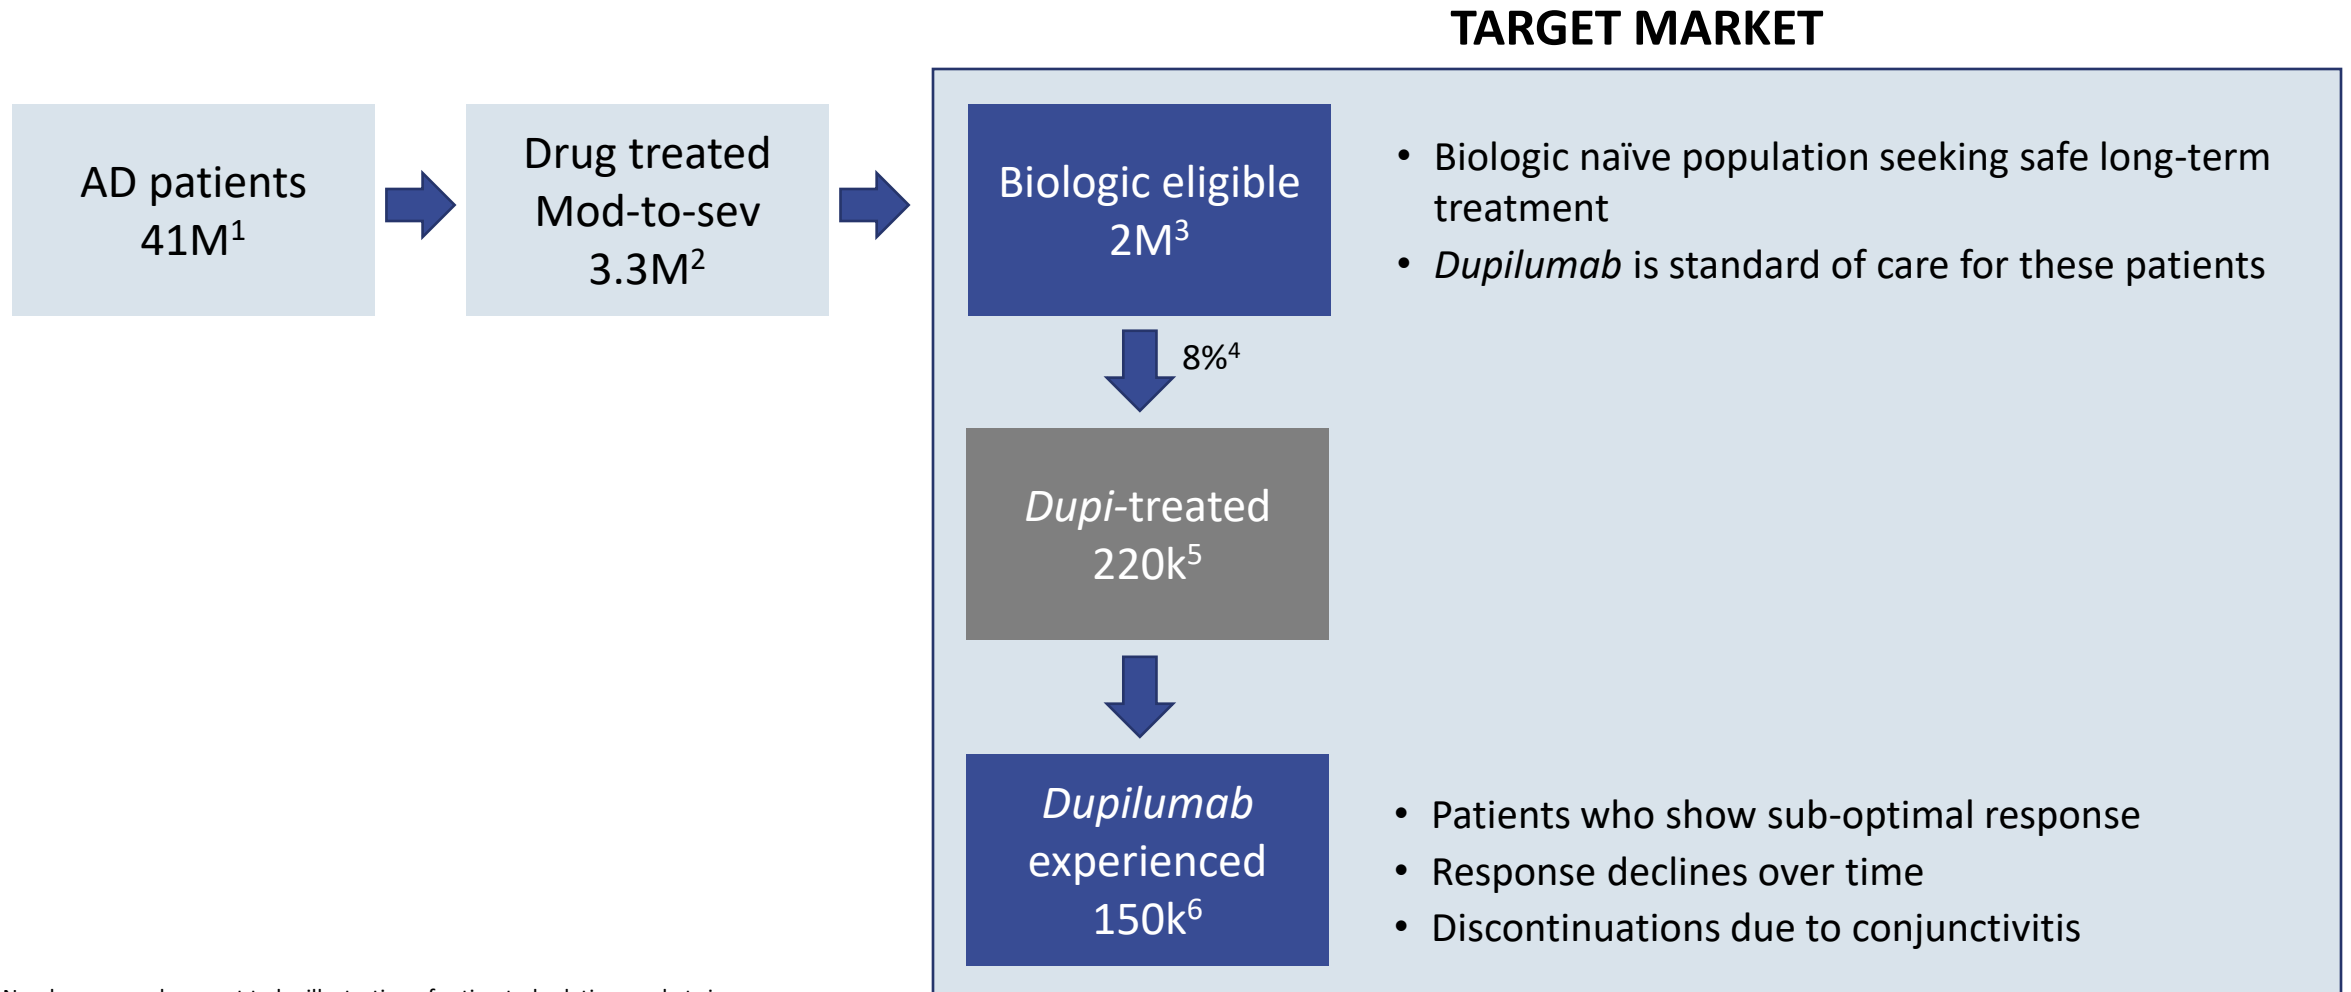 TARGET MARKET
AD patients
41M¹
Drug treated
Mod-to-sev
3.3M²
Biologic eligible
2M³
• Biologic naïve population seeking safe long-term
treatment
• Dupilumab is standard of care for these patients
8%⁴
Dupi-treated
220k⁵
Dupilumab
experienced
150k⁶
• Patients who show sub-optimal response
• Response declines over time
• Discontinuations due to conjunctivitis